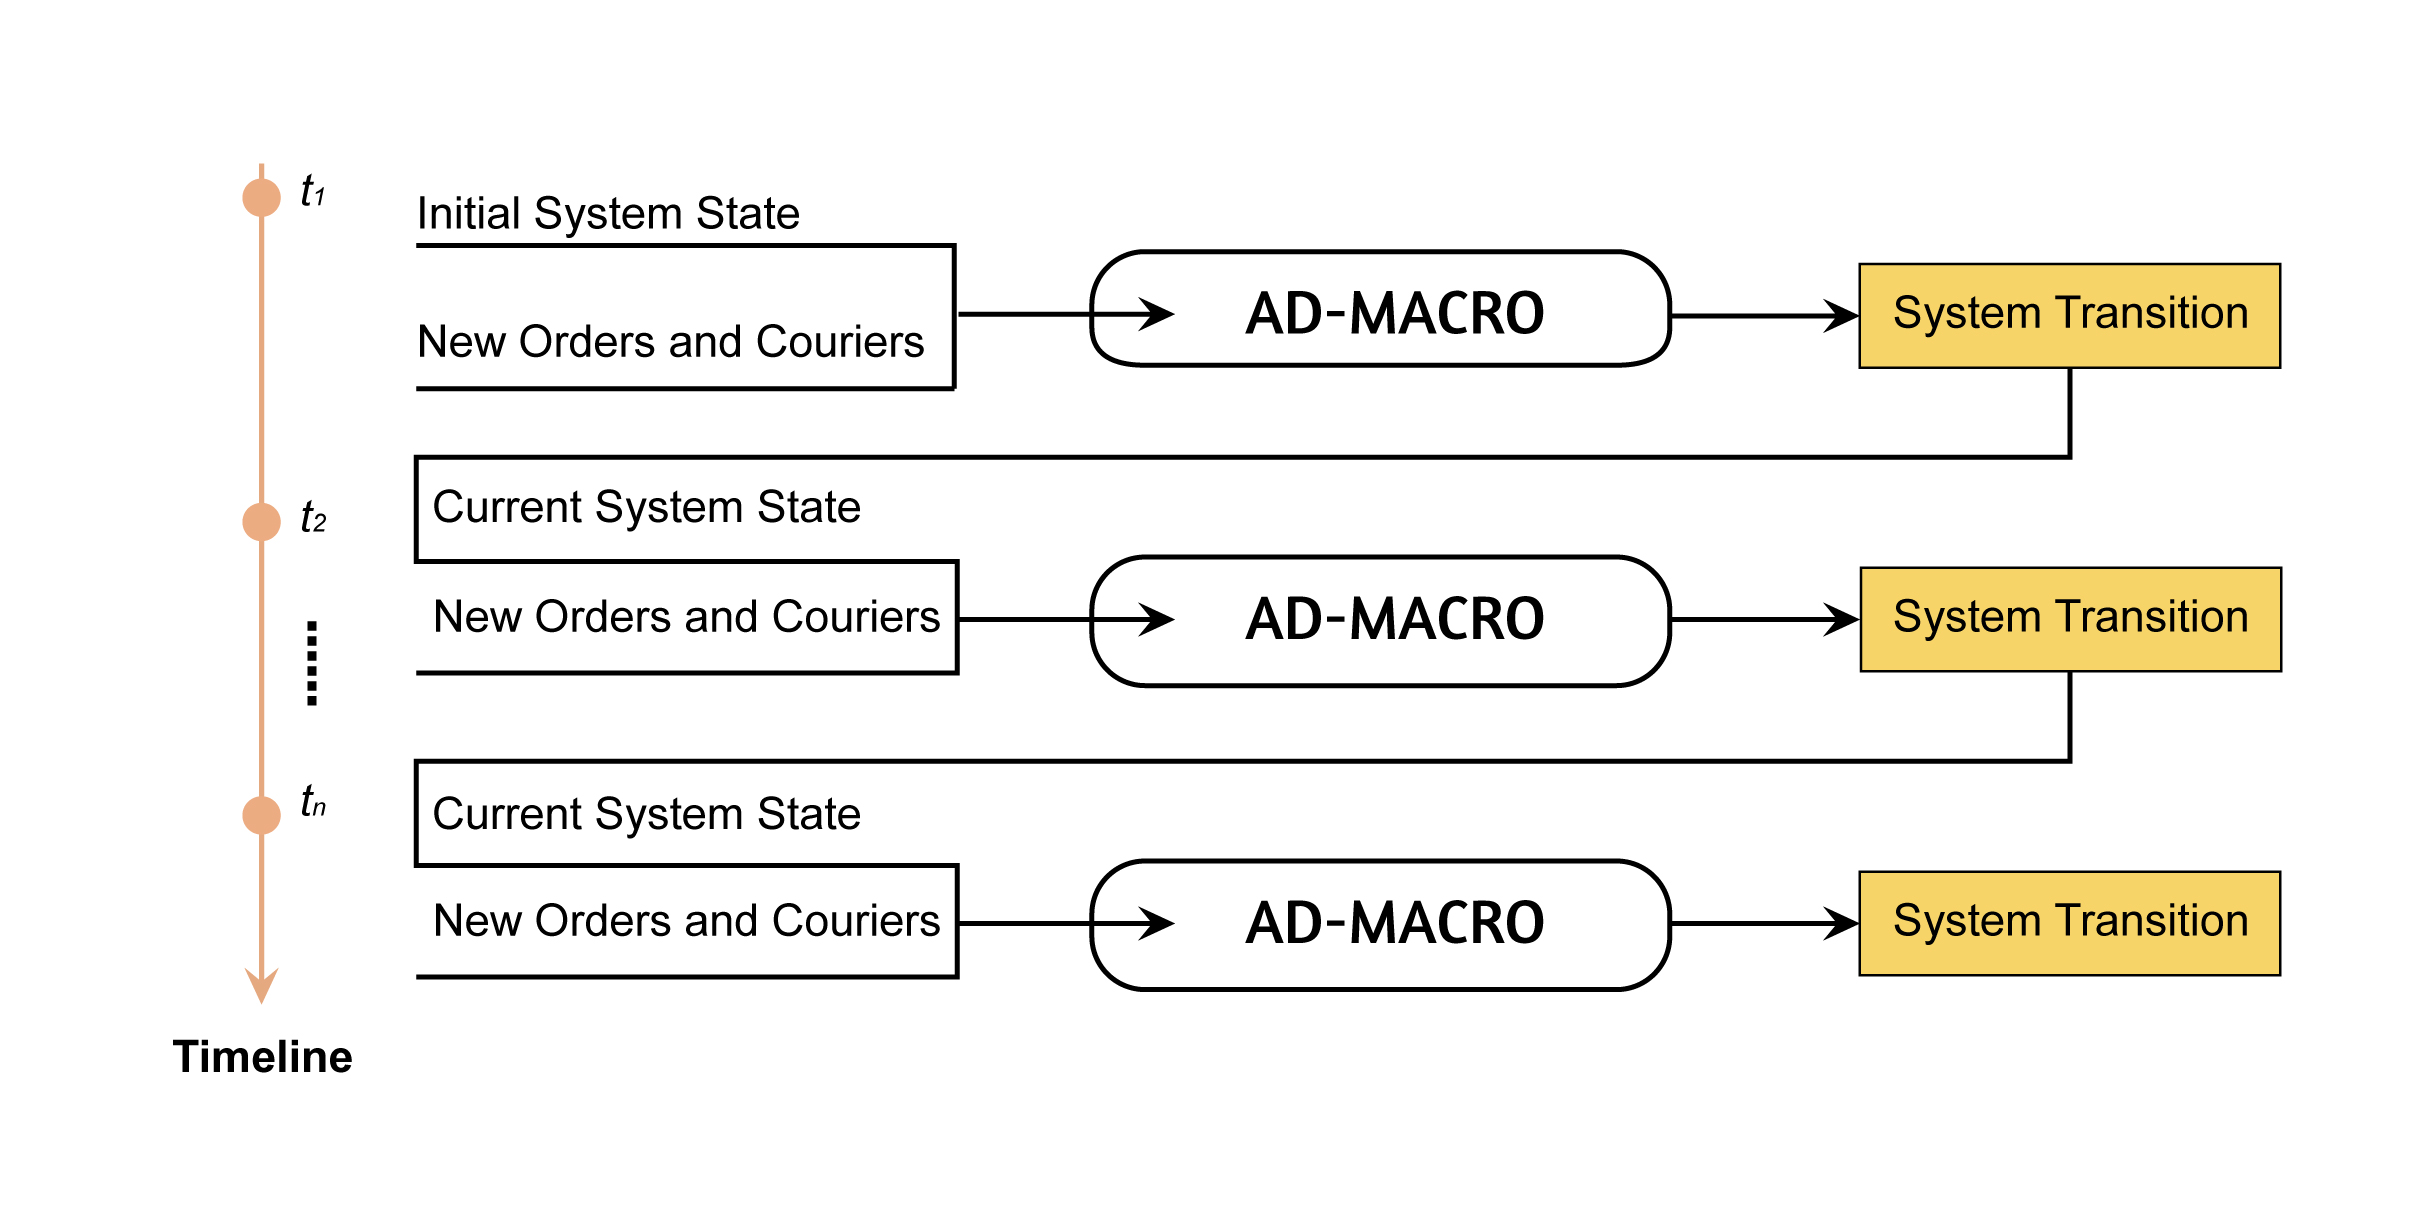 t1
Initial System State
New Orders and Couriers
AD-MACRO
System Transition
t2
Current System State
New Orders and Couriers
AD-MACRO
System Transition
tn
Current System State
New Orders and Couriers
AD-MACRO
System Transition
Timeline